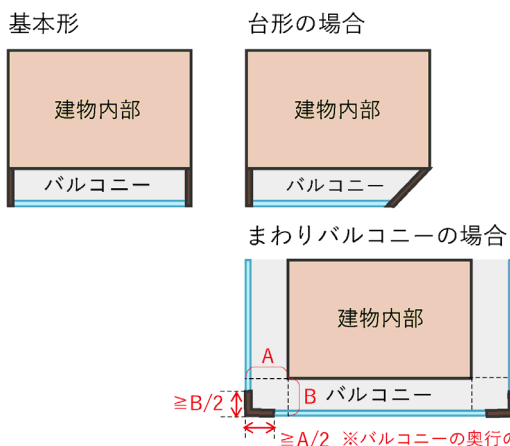 基本形
台形の場合
建物内部
建物内部
バルコニー
バルコニー
まわりバルコニーの場合
建物内部
A
B
バルコニー
≧B/2
≧A/2 ※バルコニーの奥行の